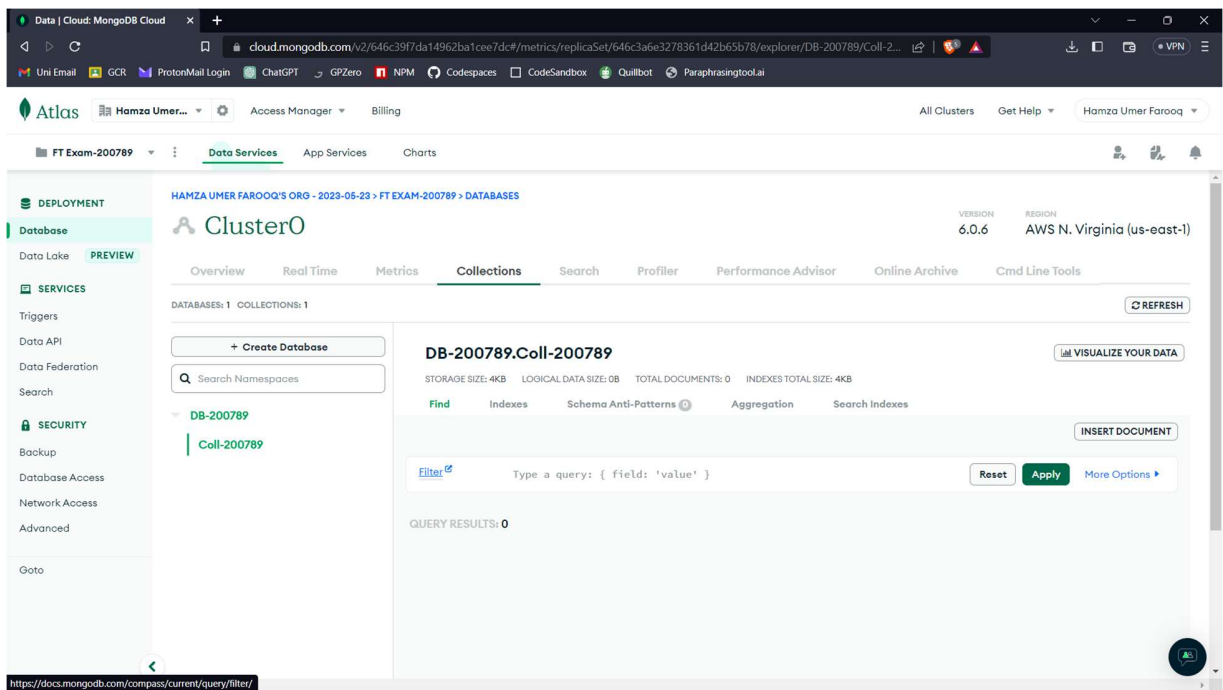 Data | Cloud: MongoDB Cloud
cloud.mongodb.com/v2/646c39f7da14962ba1cee7dc#/metrics/replicaSet/646c3a6e3278361d42b65b78/explorer/DB-200789/Coll-2...
VPN
Uni Email GCR ProtonMail Login ChatGPT GPZero NPM Codespaces CodeSandbox Quillbot Paraphrasingtool.ai
Atlas Hamza Umer... Access Manager Billing All Clusters Get Help Hamza Umer Farooq
FT Exam-200789 Data Services App Services Charts
HAMZA UMER FAROOQ'S ORG - 2023-05-23 > FT EXAM-200789 > DATABASES
DEPLOYMENT
Database
Data Lake PREVIEW
SERVICES
Triggers
Data API
Data Federation
Search
SECURITY
Backup
Database Access
Network Access
Advanced
Goto
Cluster0
VERSION REGION
6.0.6 AWS N. Virginia (us-east-1)
Overview Real Time Metrics Collections Search Profiler Performance Advisor Online Archive Cmd Line Tools
DATABASES: 1 COLLECTIONS: 1 REFRESH
+ Create Database
Search Namespaces
DB-200789
Coll-200789
DB-200789.Coll-200789 VISUALIZE YOUR DATA
STORAGE SIZE: 4KB LOGICAL DATA SIZE: 0B TOTAL DOCUMENTS: 0 INDEXES TOTAL SIZE: 4KB
Find Indexes Schema Anti-Patterns 0 Aggregation Search Indexes
INSERT DOCUMENT
Filter Type a query: { field: 'value' } Reset Apply More Options
QUERY RESULTS: 0
https://docs.mongodb.com/compass/current/query/filter/